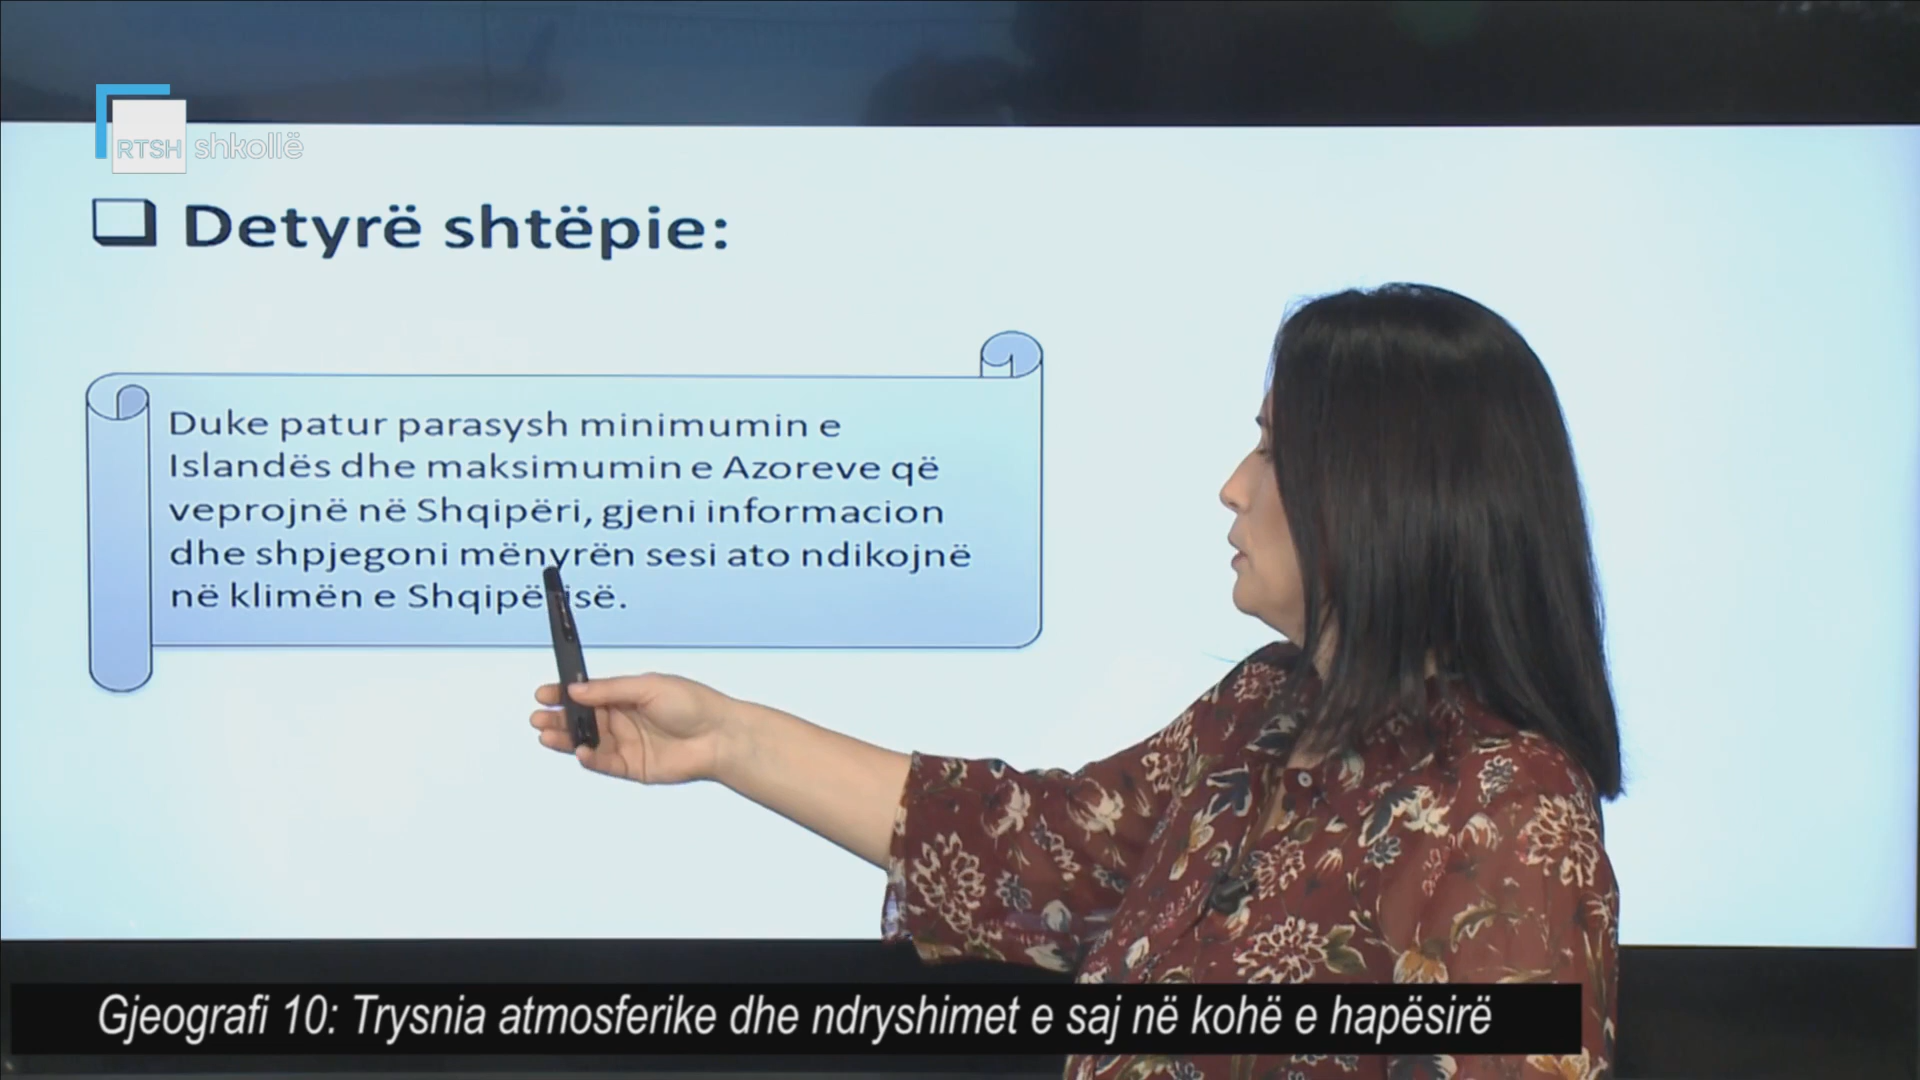 RTSH shkollë
Detyrë shtëpie:
Duke patur parasysh minimumin e
Islandës dhe maksimumin e Azoreve që
veprojnë në Shqipëri, gjeni informacion
dhe shpjegoni mënyrën sesi ato ndikojnë
në klimën e Shqipërisë.
Gjeografi 10: Trysnia atmosferike dhe ndryshimet e saj në kohë e hapësirë